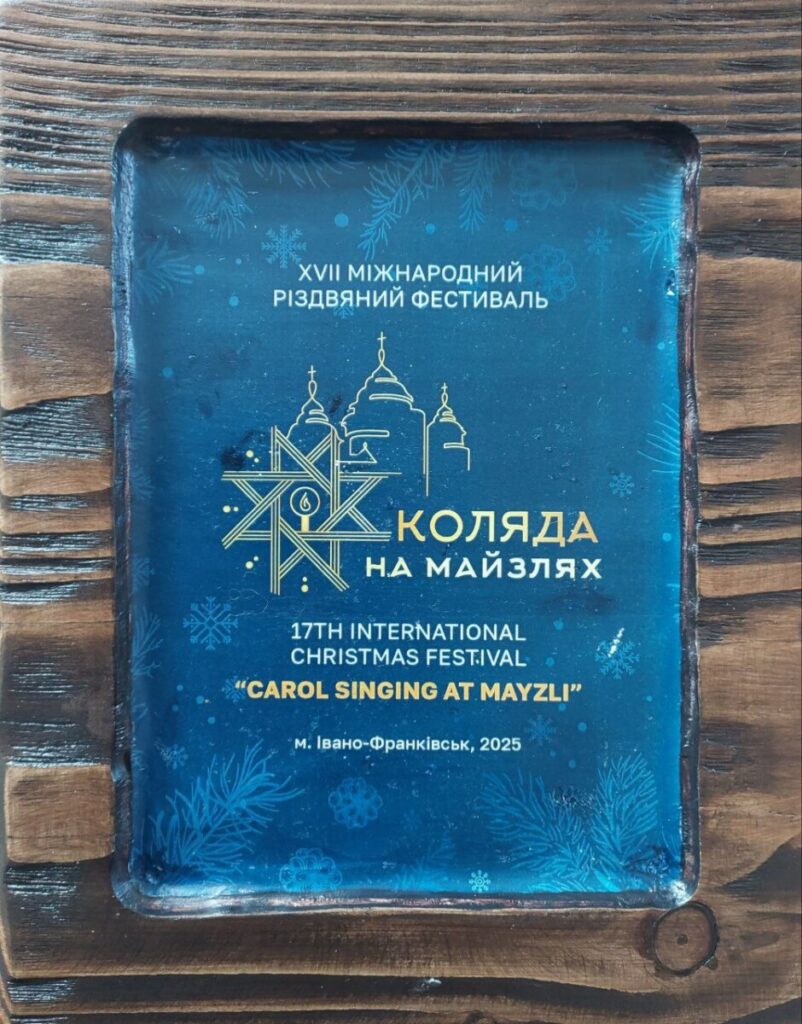 XVII МІЖНАРОДНИЙ
РІЗДВЯНИЙ ФЕСТИВАЛЬ
КОЛЯДА
НА МАЙЗЛЯХ
17TH INTERNATIONAL
CHRISTMAS FESTIVAL
“CAROL SINGING AT MAYZLI”
м. Івано-Франківськ, 2025